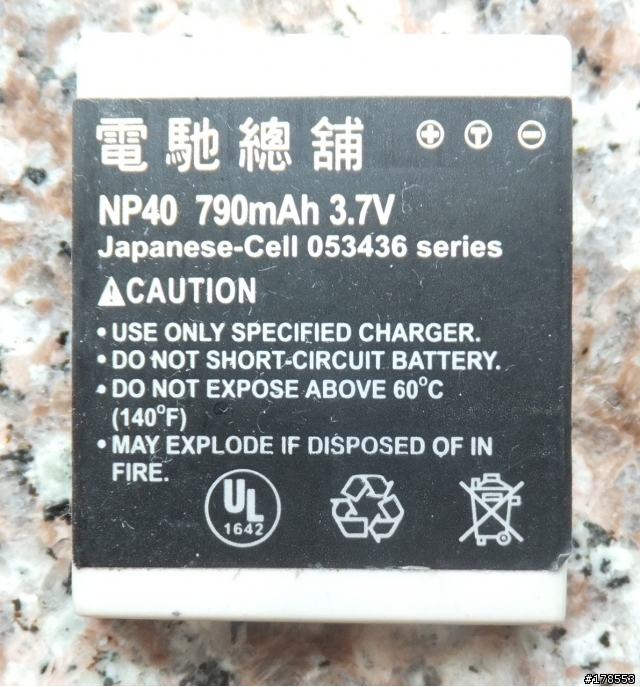 電馳總舖 + T −
NP40 790mAh 3.7V
Japanese-Cell 053436 series
CAUTION
• USE ONLY SPECIFIED CHARGER.
• DO NOT SHORT-CIRCUIT BATTERY.
• DO NOT EXPOSE ABOVE 60°C
(140°F)
• MAY EXPLODE IF DISPOSED OF IN
FIRE.
UL
1642
#178553